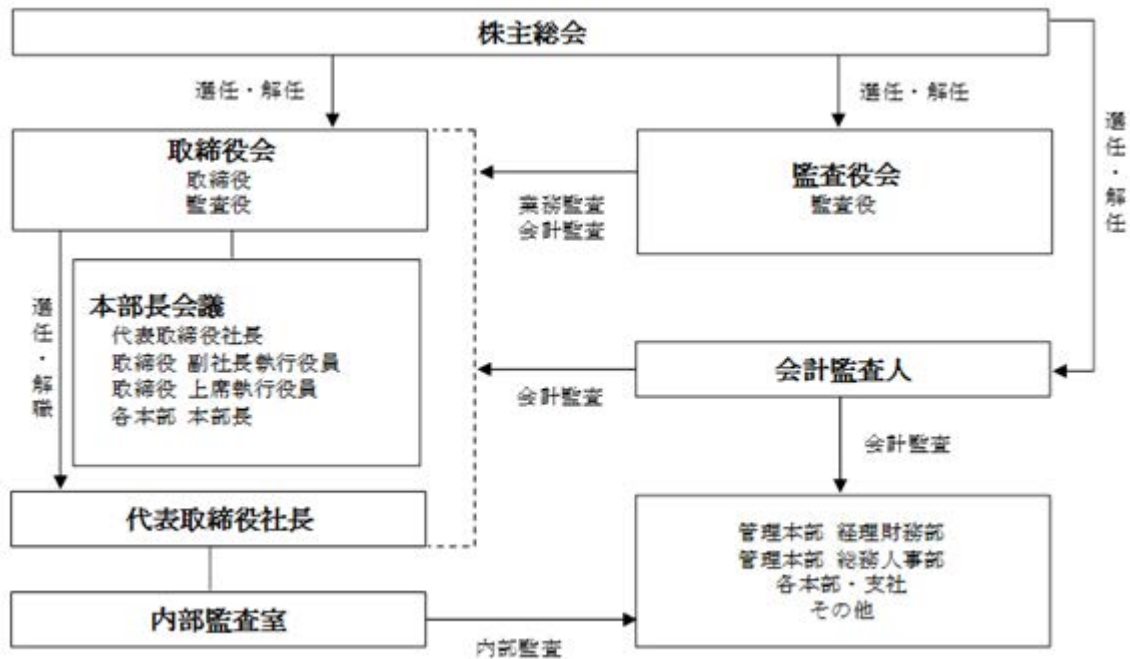 株主総会
選任・解任
選任・解任
選任・解任
取締役会
取締役
監査役
監査役会
監査役
業務監査
会計監査
選任・解職
本部長会議
代表取締役社長
取締役 副社長執行役員
取締役 上席執行役員
各本部 本部長
会計監査人
会計監査
会計監査
代表取締役社長
管理本部 経理財務部
管理本部 総務人事部
各本部・支社
その他
内部監査室
内部監査